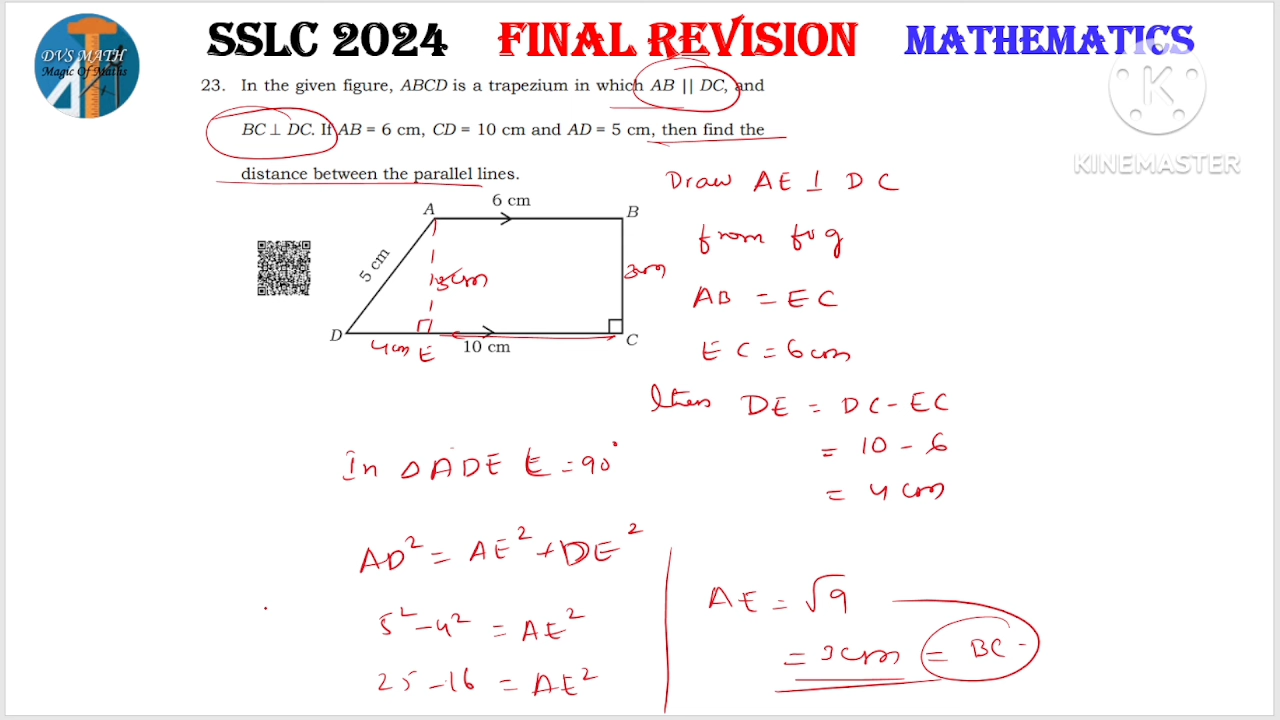 DVS MATH
Magic Of Maths
SSLC 2024 FINAL REVISION MATHEMATICS
K
KINEMASTER
23. In the given figure, ABCD is a trapezium in which AB || DC, and
BC ⊥ DC. If AB = 6 cm, CD = 10 cm and AD = 5 cm, then find the
distance between the parallel lines.
A 6 cm B
5 cm
3cm
3cm
D
4cm E 10 cm C
Draw AE ⊥ DC
from fig
AB = EC
EC = 6cm
then DE = DC - EC
= 10 - 6
= 4 cm
In △ADE E = 90°
AD² = AE² + DE²
5² - 4² = AE²
25 - 16 = AE²
AE = √9
= 3cm = BC